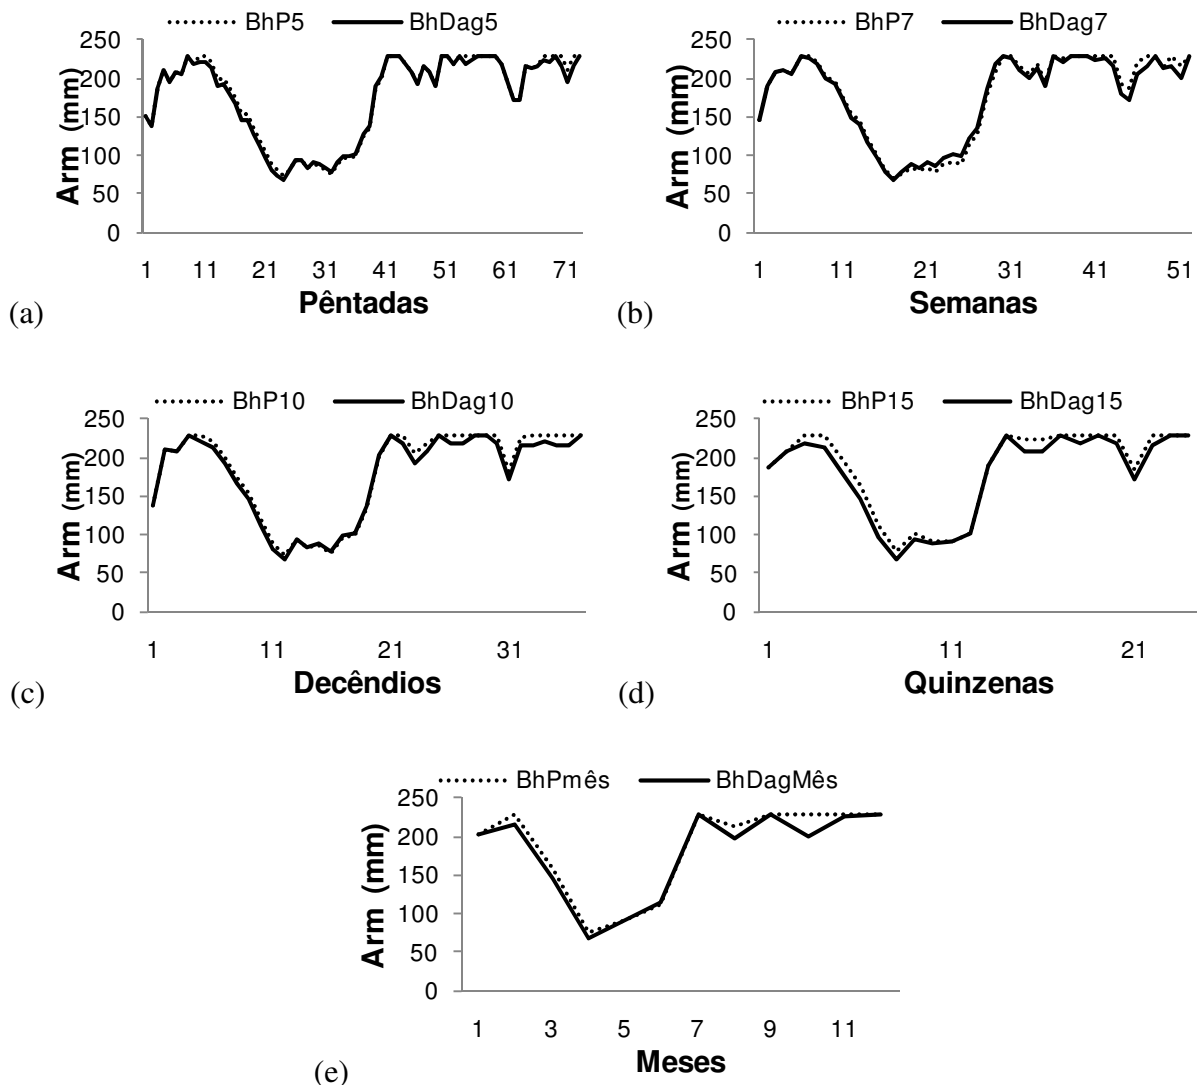 BhP5 BhDag5
250
200
150
100
50
0
Arm (mm)
1 11 21 31 41 51 61 71
Pêntadas
(a)
BhP7 BhDag7
250
200
150
100
50
0
Arm (mm)
1 11 21 31 41 51
Semanas
(b)
BhP10 BhDag10
250
200
150
100
50
0
Arm (mm)
1 11 21 31
Decêndios
(c)
BhP15 BhDag15
250
200
150
100
50
0
Arm (mm)
1 11 21
Quinzenas
(d)
BhPmês BhDagMês
250
200
150
100
50
0
Arm (mm)
1 3 5 7 9 11
Meses
(e)